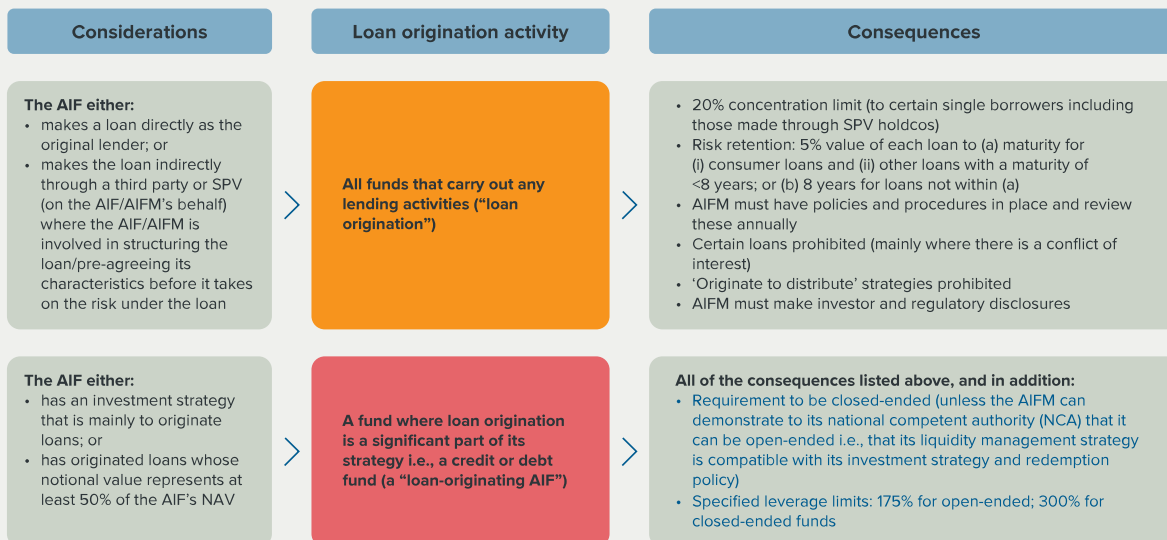 Considerations
Loan origination activity
Consequences
The AIF either:
• makes a loan directly as the
original lender; or
• makes the loan indirectly
through a third party or SPV
(on the AIF/AIFM’s behalf)
where the AIF/AIFM is
involved in structuring the
loan/pre-agreeing its
characteristics before it takes
on the risk under the loan
All funds that carry out any
lending activities (“loan
origination”)
• 20% concentration limit (to certain single borrowers including
those made through SPV holdcos)
• Risk retention: 5% value of each loan to (a) maturity for
(i) consumer loans and (ii) other loans with a maturity of
<8 years; or (b) 8 years for loans not within (a)
• AIFM must have policies and procedures in place and review
these annually
• Certain loans prohibited (mainly where there is a conflict of
interest)
• ‘Originate to distribute’ strategies prohibited
• AIFM must make investor and regulatory disclosures
The AIF either:
• has an investment strategy
that is mainly to originate
loans; or
• has originated loans whose
notional value represents at
least 50% of the AIF’s NAV
A fund where loan origination
is a significant part of its
strategy i.e., a credit or debt
fund (a “loan-originating AIF”)
All of the consequences listed above, and in addition:
• Requirement to be closed-ended (unless the AIFM can
demonstrate to its national competent authority (NCA) that it
can be open-ended i.e., that its liquidity management strategy
is compatible with its investment strategy and redemption
policy)
• Specified leverage limits: 175% for open-ended; 300% for
closed-ended funds